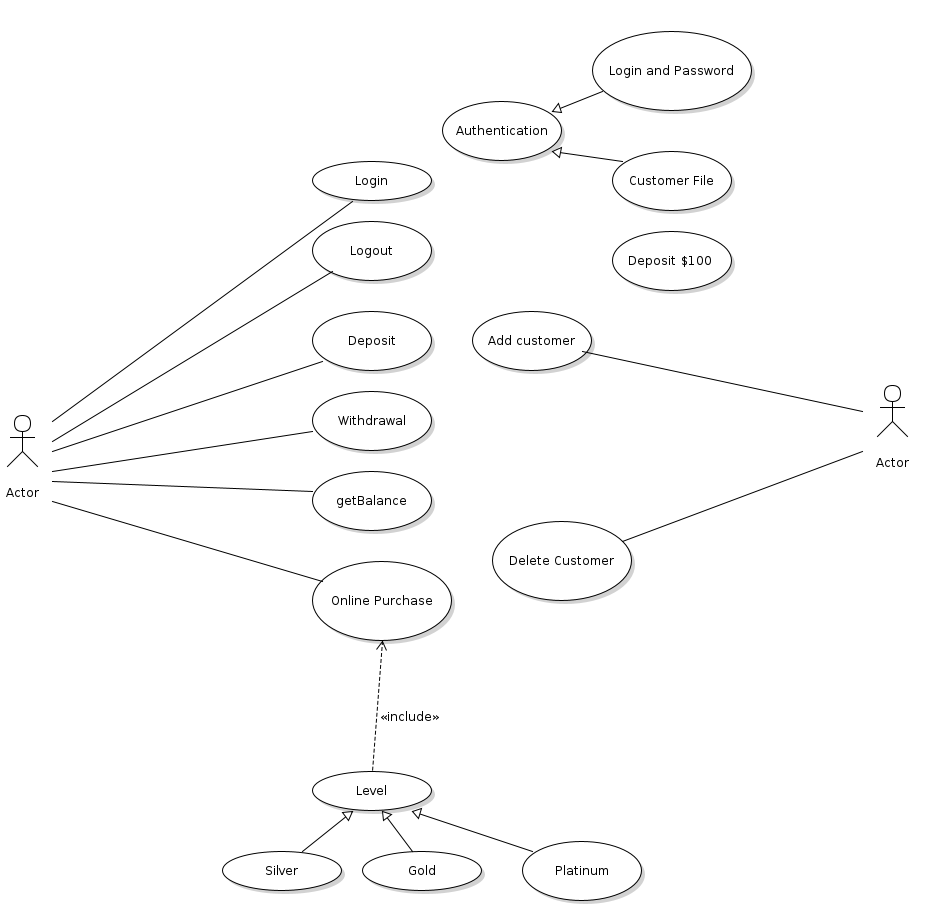 Login and Password
Authentication
Login
Customer File
Logout
Deposit $100
Deposit
Add customer
Withdrawal
Actor
Actor
getBalance
Delete Customer
Online Purchase
«include»
Level
Silver
Gold
Platinum